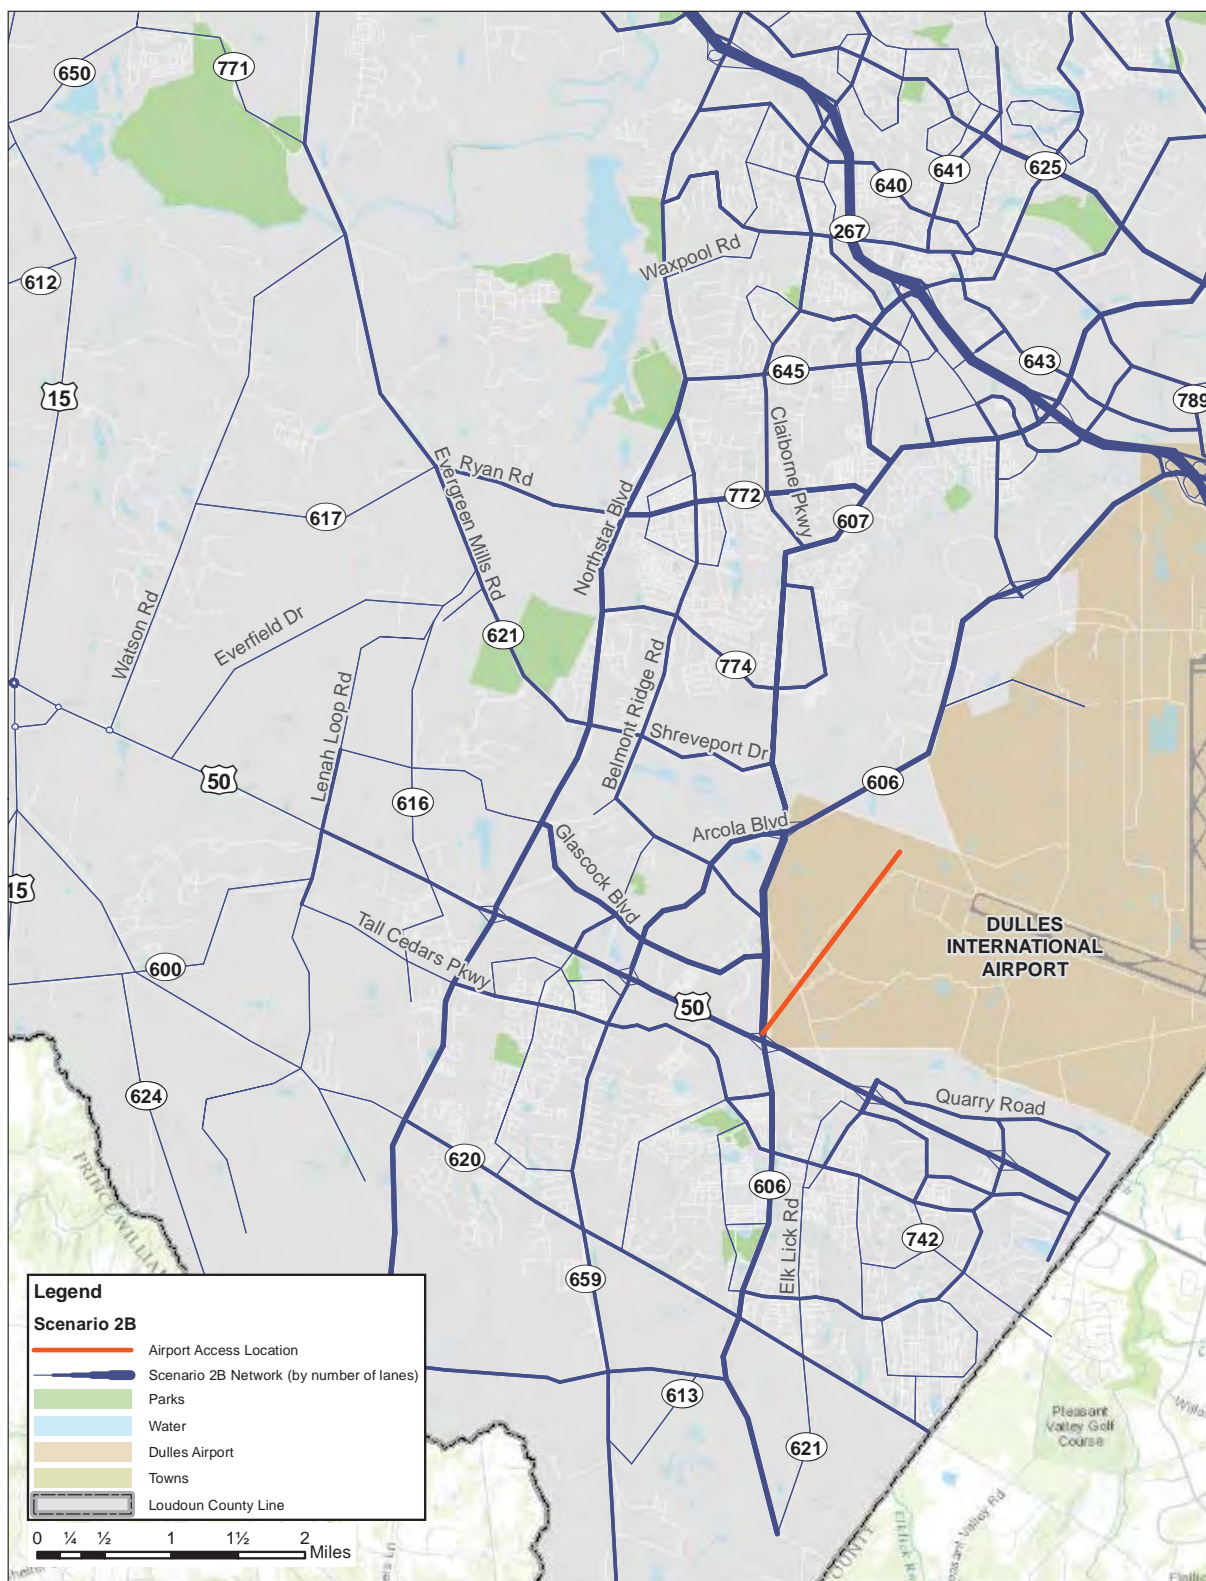 650
771
612
15
640
641
625
267
Waxpool Rd
645
643
789
Claiborne Pkwy
Ryan Rd
Evergreen Mills Rd
617
772
607
Northstar Blvd
Watson Rd
Everfield Dr
621
Belmont Ridge Rd
774
Lenah Loop Rd
Shreveport Dr
50
616
606
Arcola Blvd
Glascock Blvd
15
Tall Cedars Pkwy
600
DULLES
INTERNATIONAL
AIRPORT
50
624
Quarry Road
620
606
Elk Lick Rd
742
PRINCE WILLIAM
659
613
621
Pleasant
Valley Golf
Course
Legend
Scenario 2B
Airport Access Location
Scenario 2B Network (by number of lanes)
Parks
Water
Dulles Airport
Towns
Loudoun County Line
0 ¼ ½ 1 1½ 2
Miles